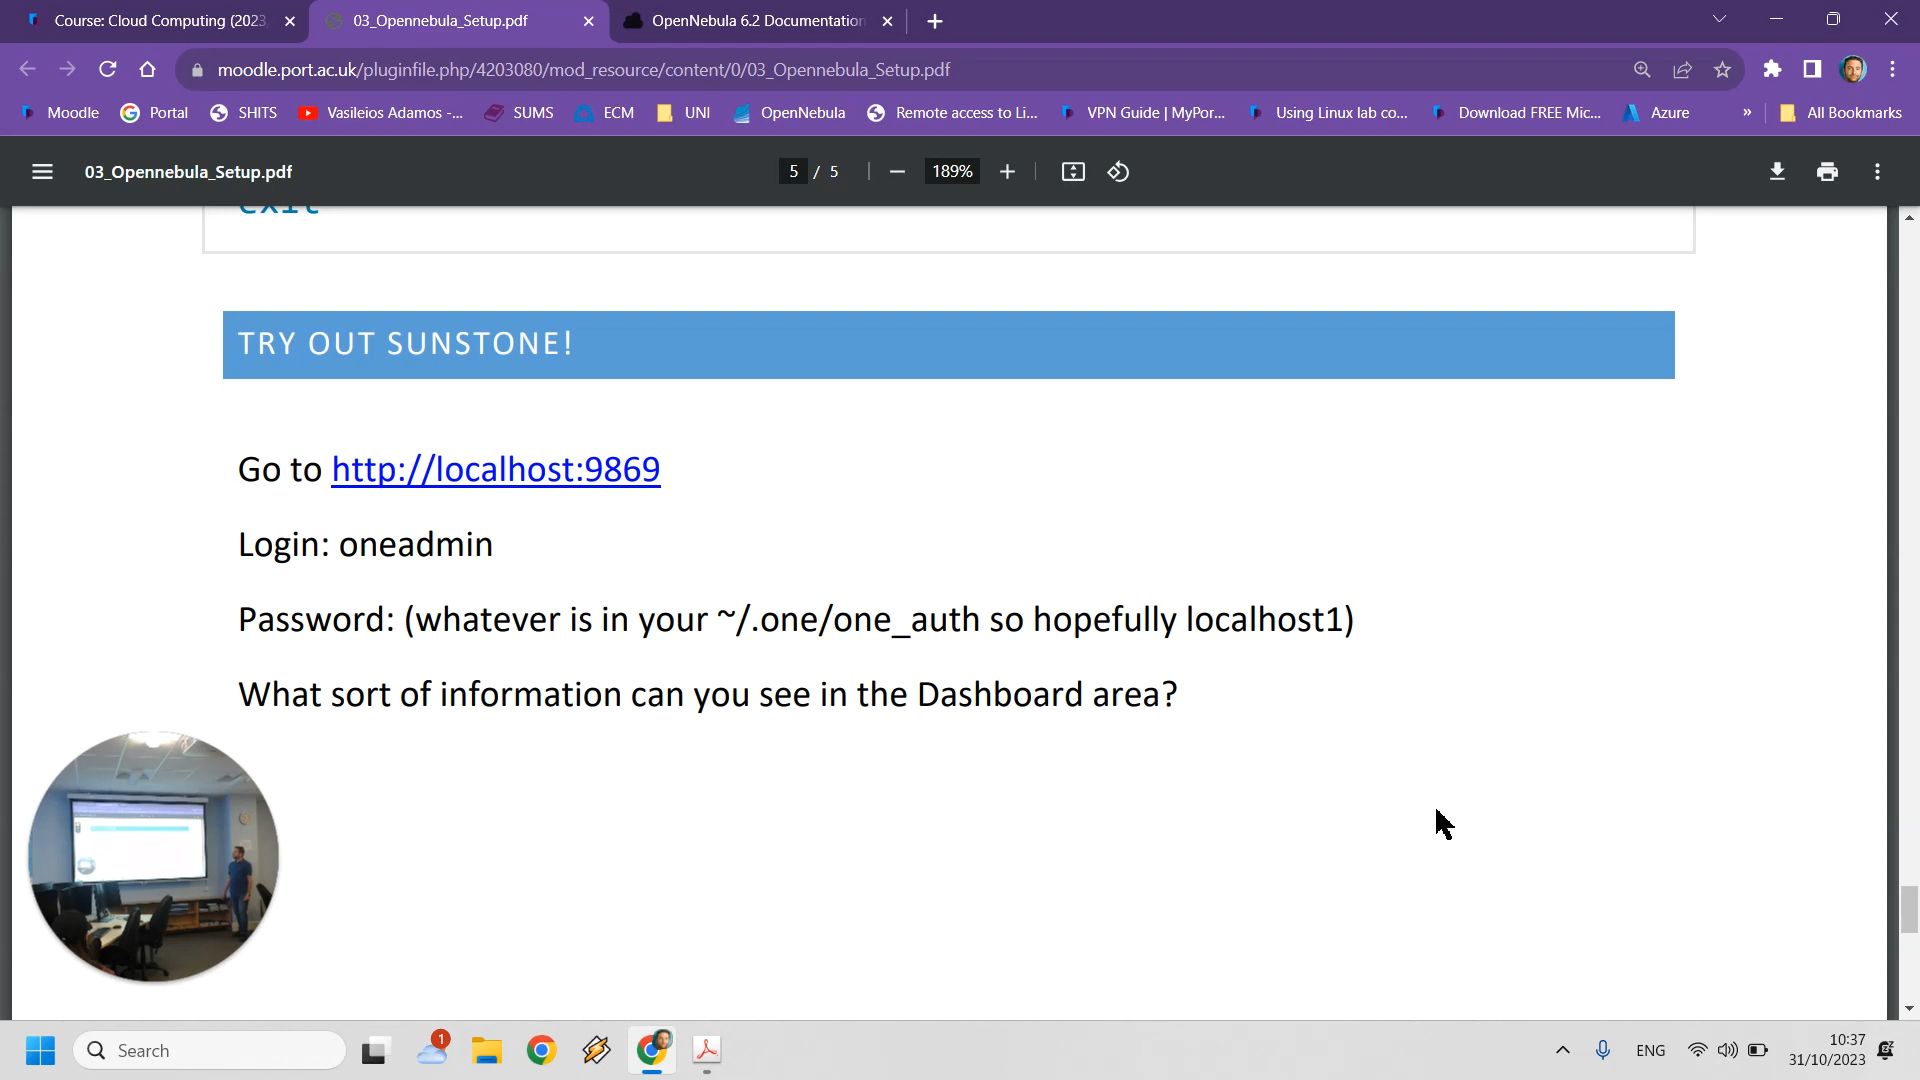 Course: Cloud Computing (2023
03_Opennebula_Setup.pdf
OpenNebula 6.2 Documentation
moodle.port.ac.uk/pluginfile.php/4203080/mod_resource/content/0/03_Opennebula_Setup.pdf
Moodle Portal SHITS Vasileios Adamos -... SUMS ECM UNI OpenNebula Remote access to Li... VPN Guide | MyPor... Using Linux lab co... Download FREE Mic... Azure » All Bookmarks
03_Opennebula_Setup.pdf 5 / 5 189%
exit
TRY OUT SUNSTONE!
Go to http://localhost:9869
Login: oneadmin
Password: (whatever is in your ~/.one/one_auth so hopefully localhost1)
What sort of information can you see in the Dashboard area?
Search 1 ENG 10:37
31/10/2023